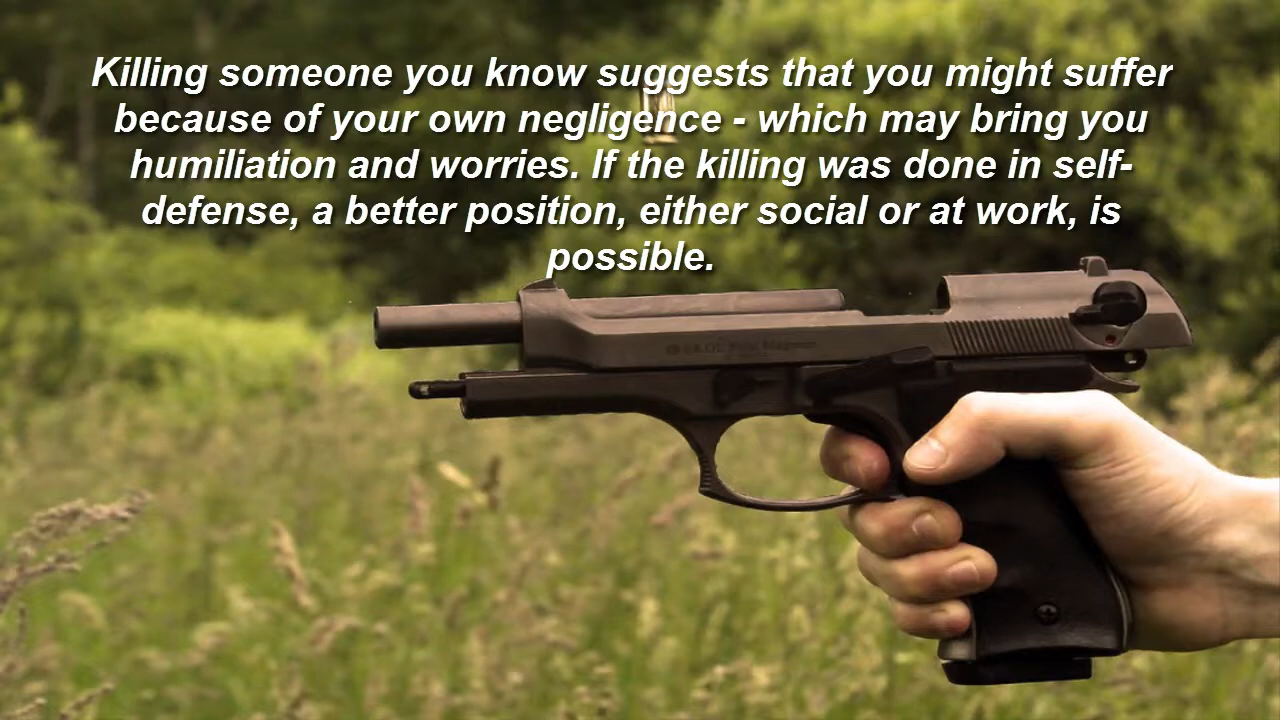 Killing someone you know suggests that you might suffer
because of your own negligence - which may bring you
humiliation and worries. If the killing was done in self-
defense, a better position, either social or at work, is
possible.